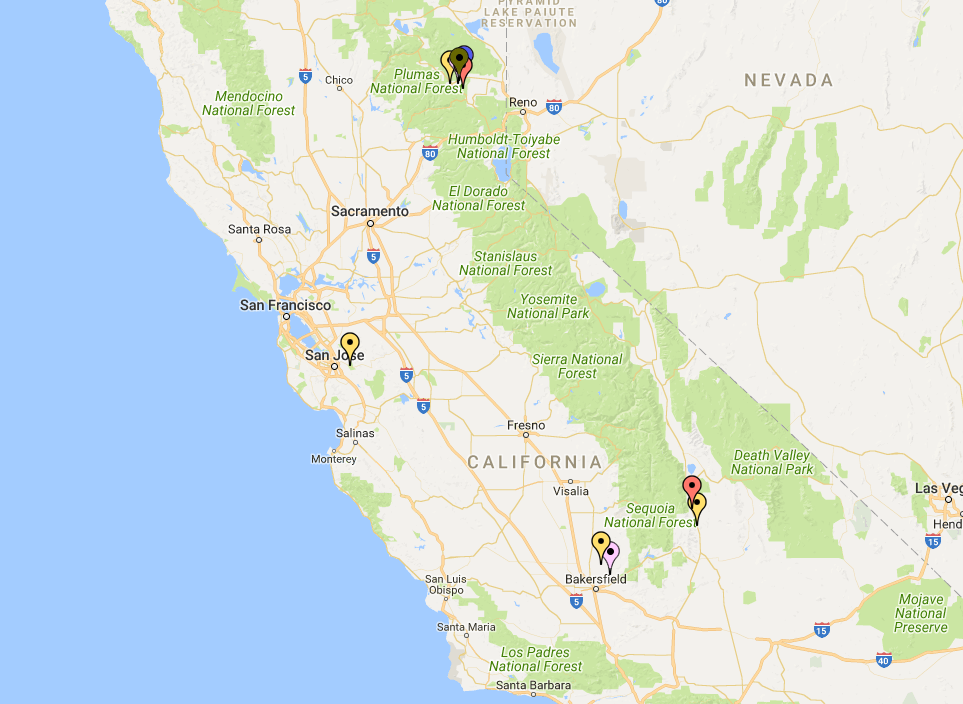 PYRAMID
LAKE PAIUTE
RESERVATION
80
5
Chico
Plumas
National Forest
NEVADA
Mendocino
National Forest
Reno
80
Humboldt-Toiyabe
National Forest
80
El Dorado
National Forest
Sacramento
Santa Rosa
5
Stanislaus
National Forest
San Francisco
Yosemite
National Park
San Jose
Sierra National
Forest
5
5
Salinas
Fresno
Monterey
CALIFORNIA
Death Valley
National Park
Visalia
Las Veg
Sequoia
National Forest
Hend
15
San Luis
Obispo
Bakersfield
5
Mojave
National
Preserve
Santa Maria
15
Los Padres
National Forest
40
Santa Barbara